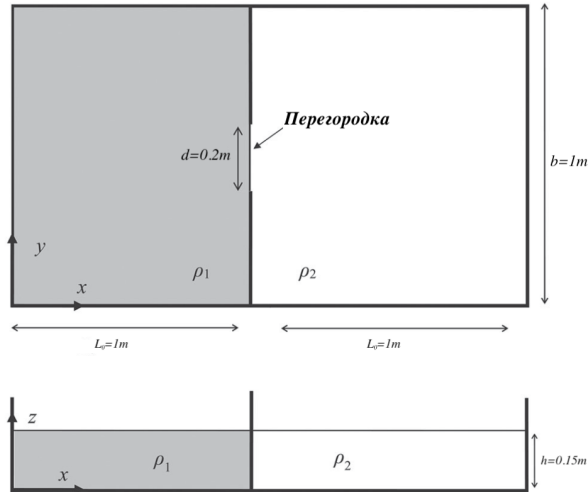 Перегородка
d=0.2m
b=1m
y
ρ₁ ρ₂
x
L₀=1m L₀=1m
z
ρ₁ ρ₂
h=0.15m
x